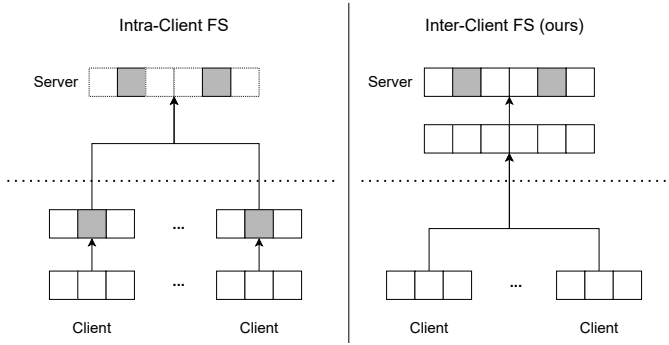 Intra-Client FS
Server
...
Client
Client
Inter-Client FS (ours)
Server
...
Client
Client